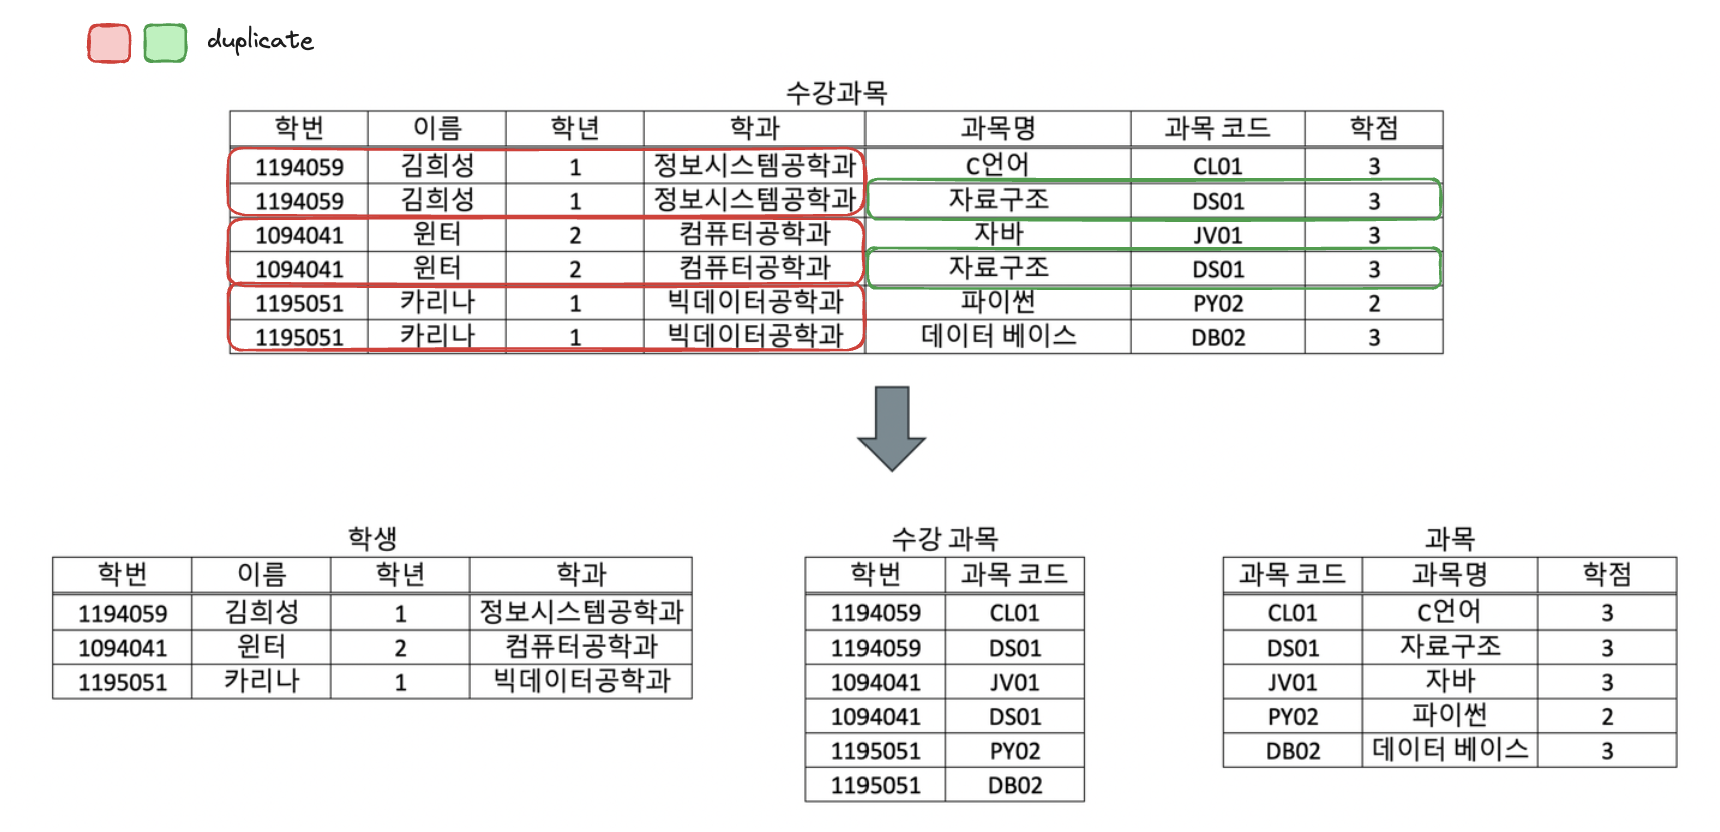 duplicate
수강과목
학번 이름 학년 학과 과목명 과목 코드 학점
1194059 김희성 1 정보시스템공학과 C언어 CL01 3
1194059 김희성 1 정보시스템공학과 자료구조 DS01 3
1094041 윈터 2 컴퓨터공학과 자바 JV01 3
1094041 윈터 2 컴퓨터공학과 자료구조 DS01 3
1195051 카리나 1 빅데이터공학과 파이썬 PY02 2
1195051 카리나 1 빅데이터공학과 데이터 베이스 DB02 3
학생
학번 이름 학년 학과
1194059 김희성 1 정보시스템공학과
1094041 윈터 2 컴퓨터공학과
1195051 카리나 1 빅데이터공학과
수강 과목
학번 과목 코드
1194059 CL01
1194059 DS01
1094041 JV01
1094041 DS01
1195051 PY02
1195051 DB02
과목
과목 코드 과목명 학점
CL01 C언어 3
DS01 자료구조 3
JV01 자바 3
PY02 파이썬 2
DB02 데이터 베이스 3